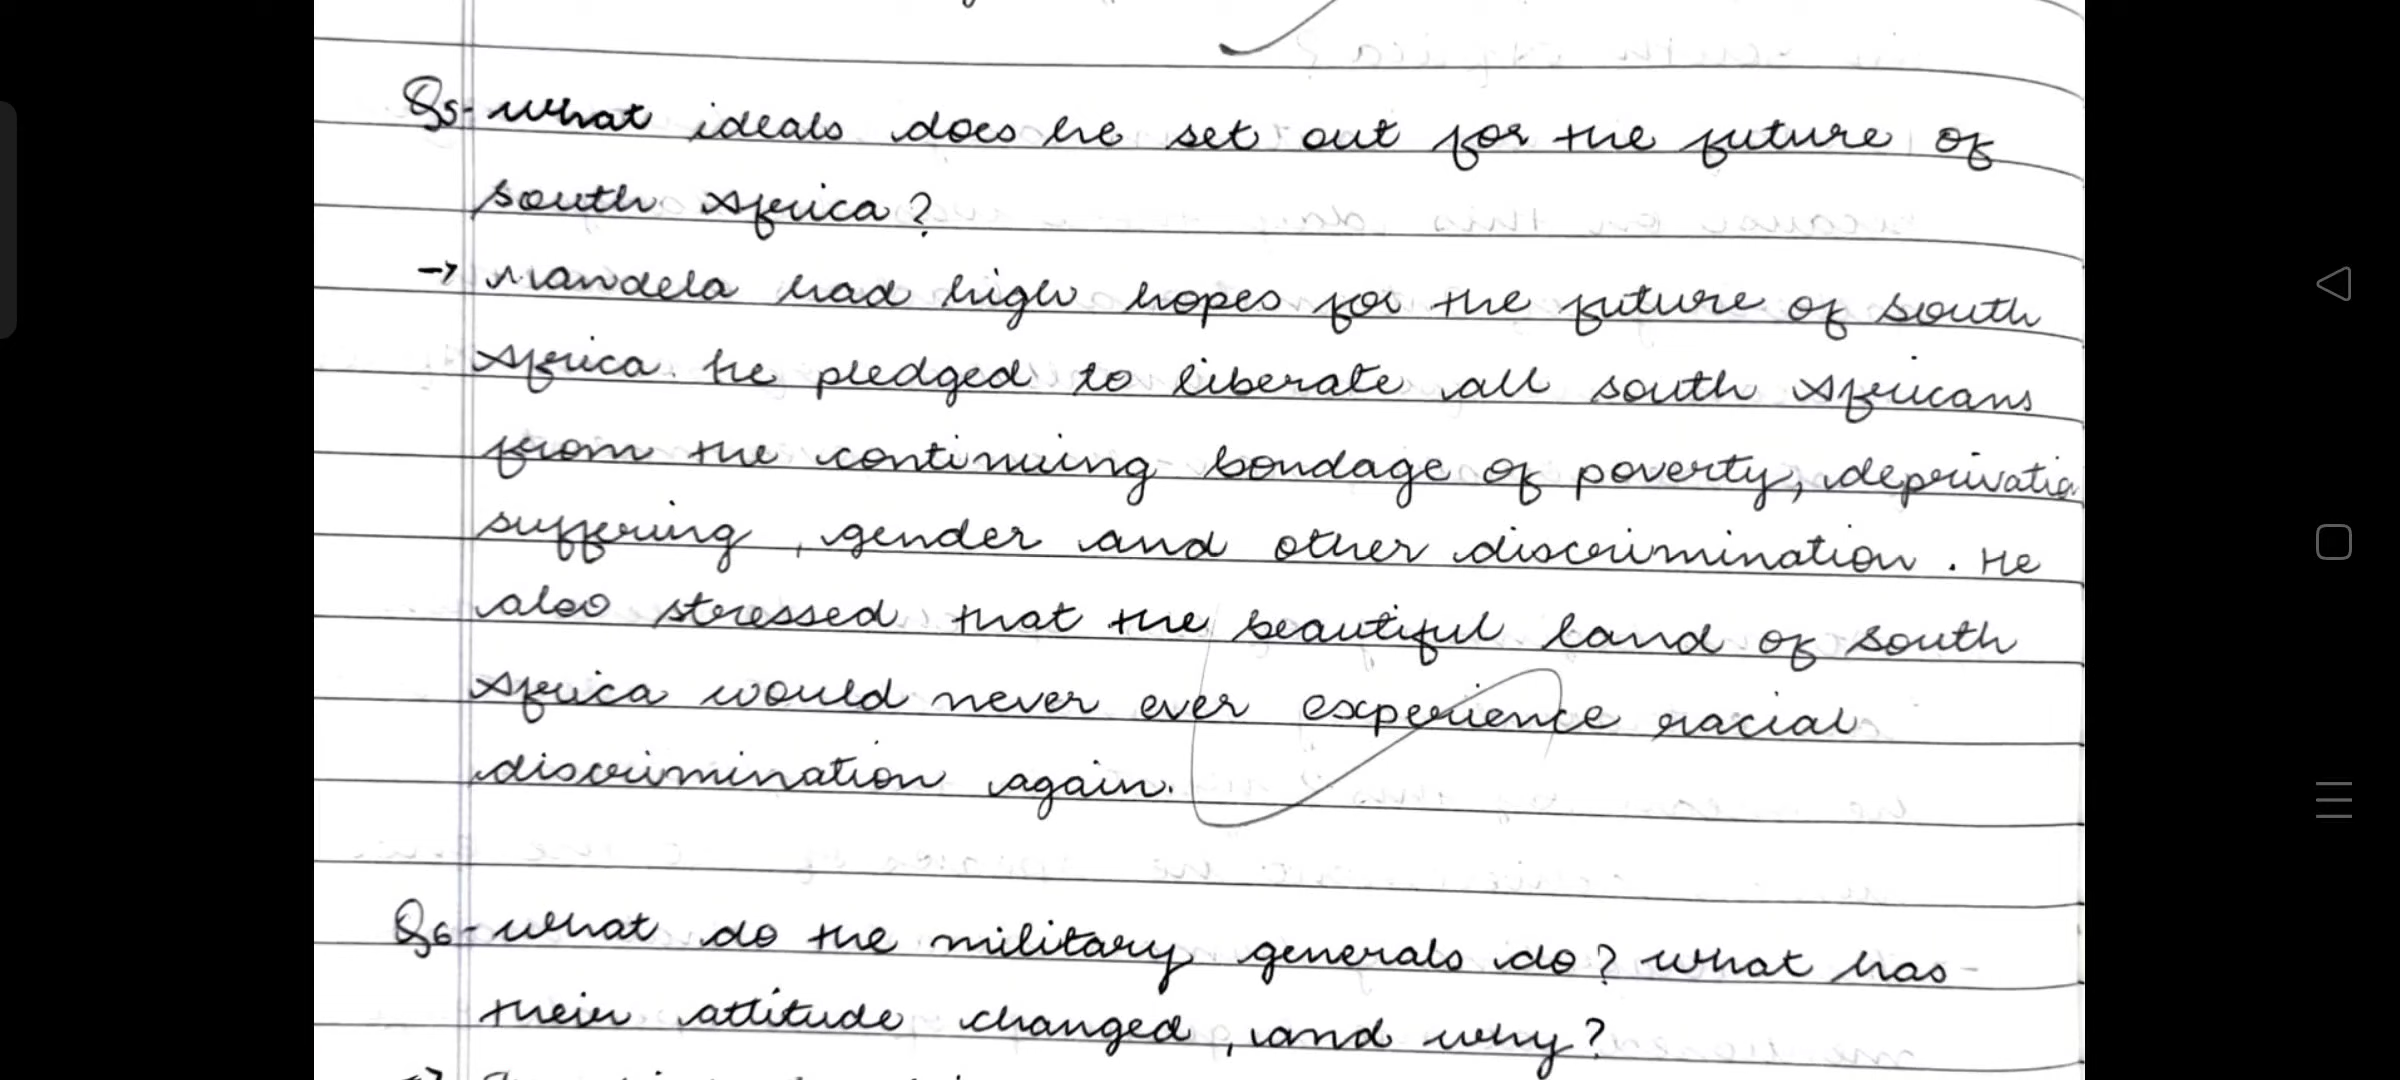 Q5- What ideals does he set out for the future of
south Africa?
→ Mandela had high hopes for the future of south
Africa. he pledged to liberate all south Africans
from the continuing bondage of poverty, deprivatio
suffering, gender and other discrimination. He
also stressed that the beautiful land of south
Africa would never ever experience racial
discrimination again.
Q6- What do the military generals do? What has
their attitude changed, and why?